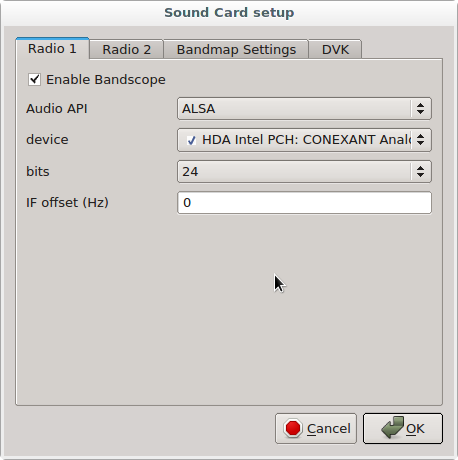 Sound Card setup
Radio 1 Radio 2 Bandmap Settings DVK
Enable Bandscope
Audio API ALSA
device HDA Intel PCH: CONEXANT Anal
bits 24
IF offset (Hz) 0
Cancel OK